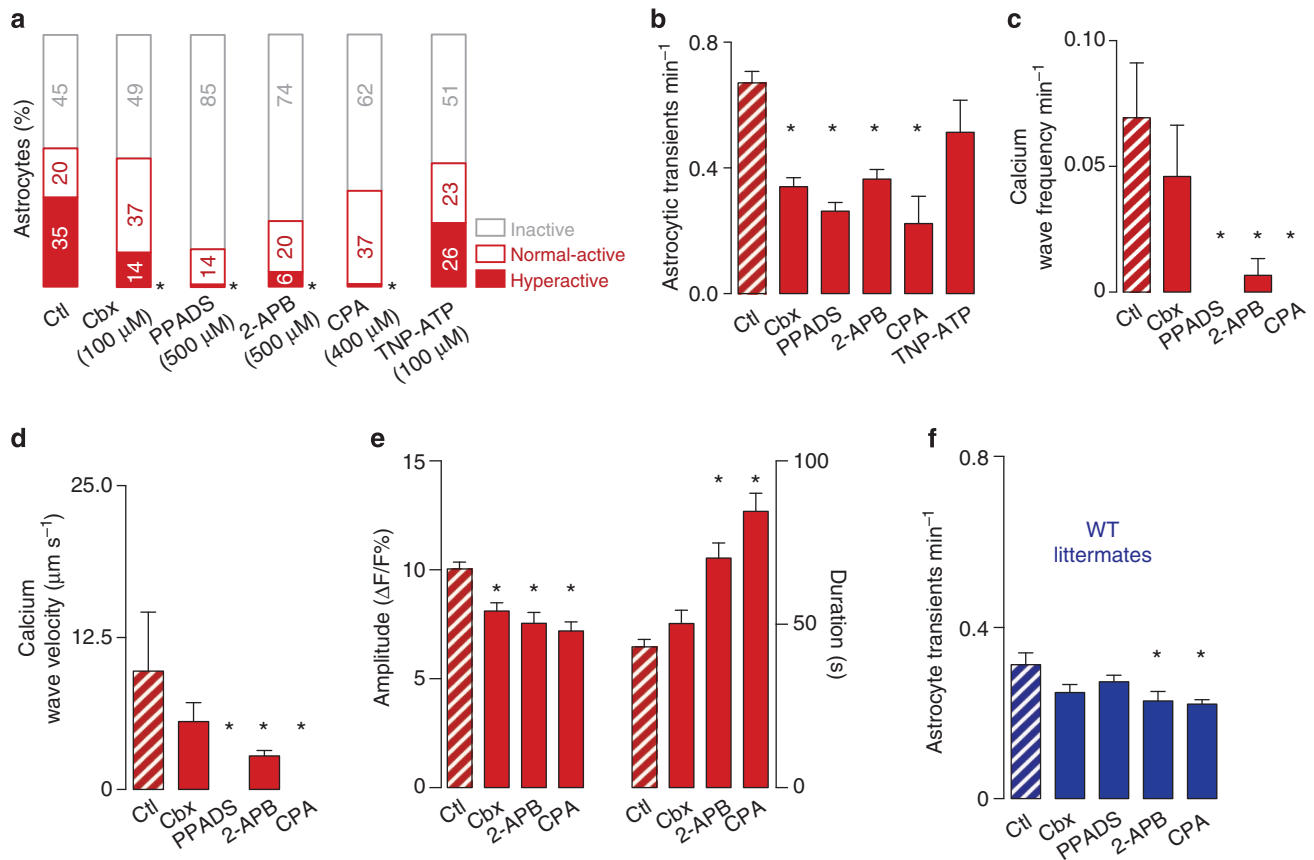 a
Astrocytes (%)
45
20
35
49
37
14
85
14
74
20
6
62
37
51
23
26
* * * *
Inactive
Normal-active
Hyperactive
Ctl
Cbx
(100 µM)
PPADS
(500 µM)
2-APB
(500 µM)
CPA
(400 µM)
TNP-ATP
(100 µM)
b
Astrocytic transients min⁻¹
0.8
0.4
0.0
* * * *
Ctl
Cbx
PPADS
2-APB
CPA
TNP-ATP
c
Calcium
wave frequency min⁻¹
0.10
0.05
0
* * *
Ctl
Cbx
PPADS
2-APB
CPA
d
Calcium
wave velocity (µm s⁻¹)
25.0
12.5
0
* * *
Ctl
Cbx
PPADS
2-APB
CPA
e
Amplitude (ΔF/F%)
15
10
5
0
* * *
Ctl
Cbx
2-APB
CPA
* *
Ctl
Cbx
2-APB
CPA
100
50
0
Duration (s)
f
Astrocyte transients min⁻¹
0.8
0.4
0
WT
littermates
* *
Ctl
Cbx
PPADS
2-APB
CPA